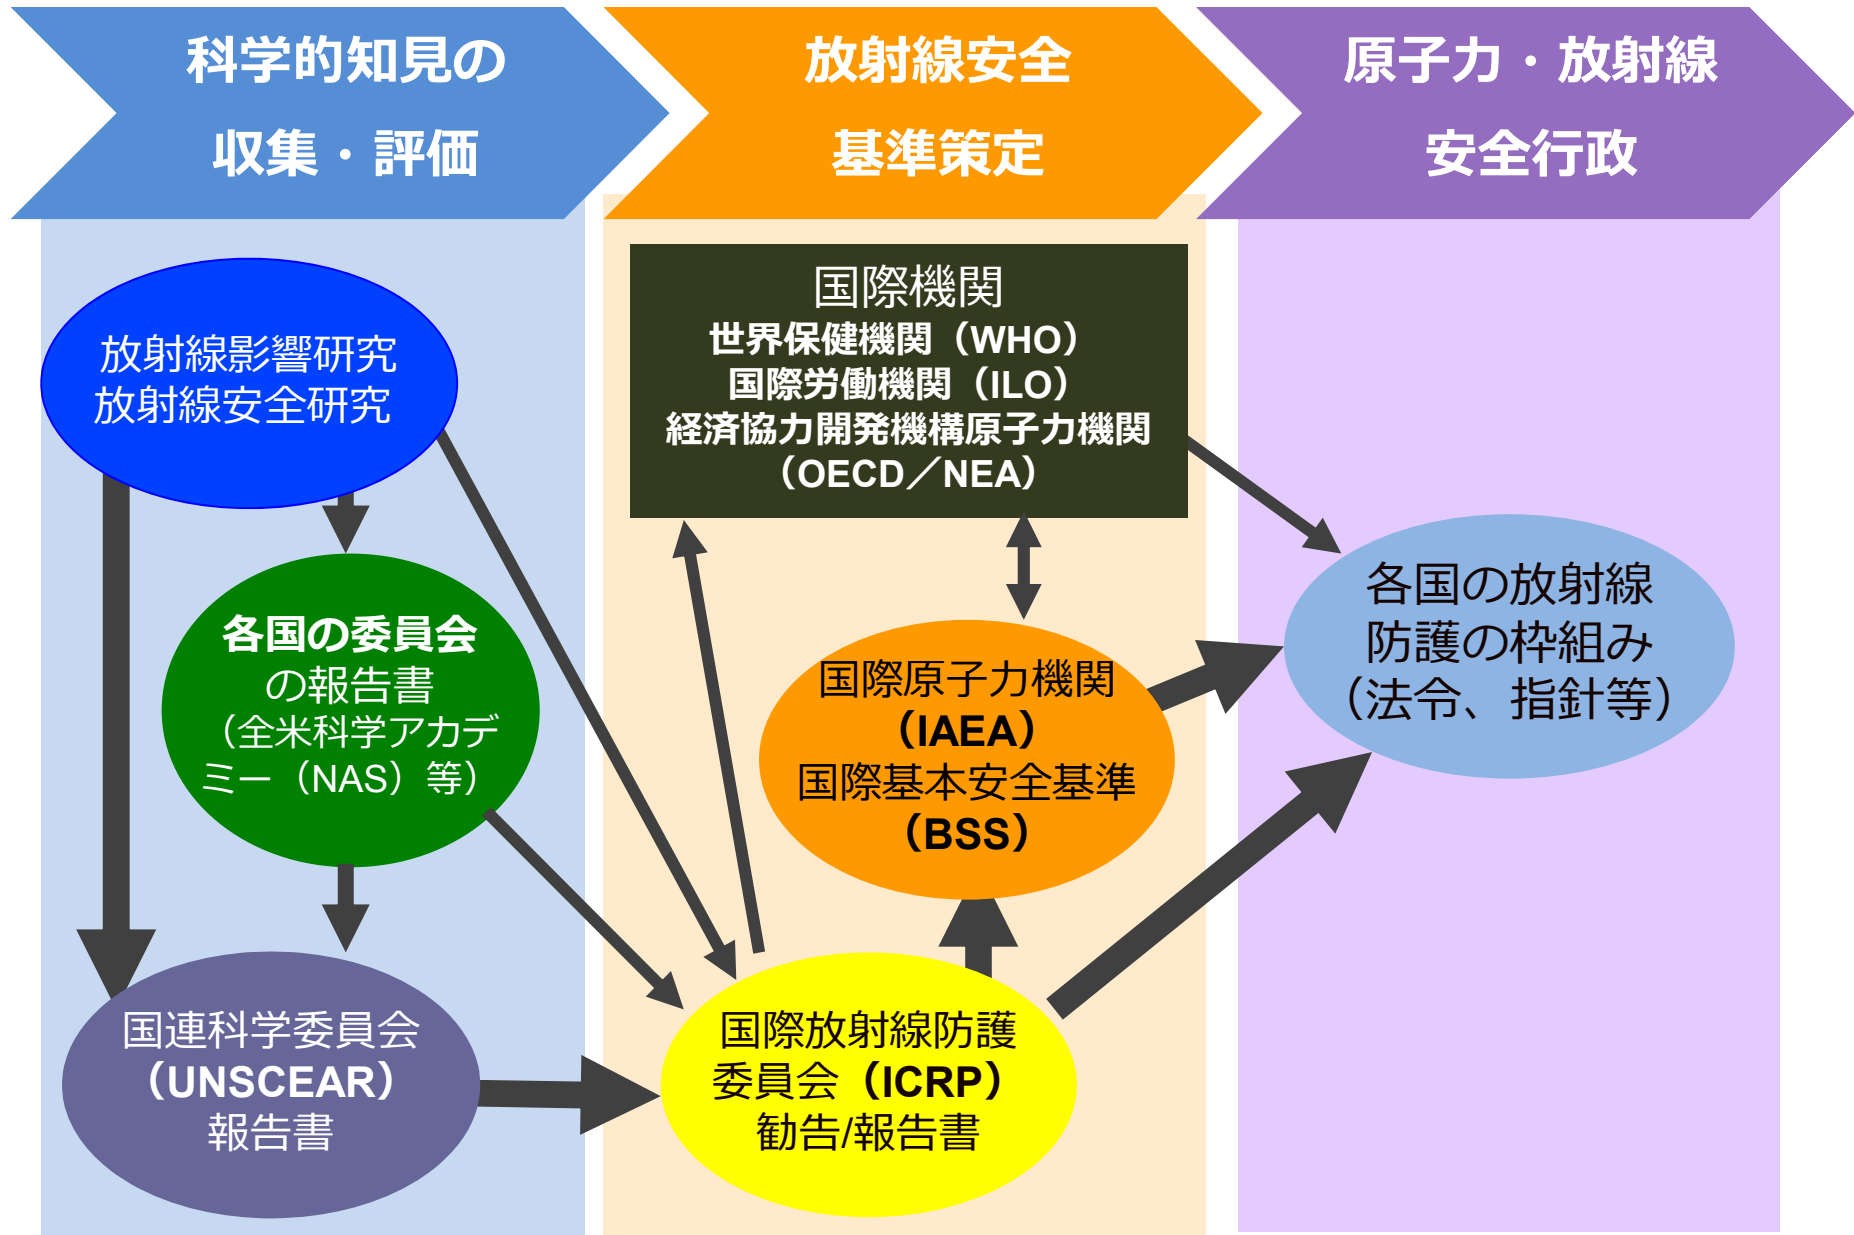 科学的知見の
収集・評価
放射線安全
基準策定
原子力・放射線
安全行政
放射線影響研究
放射線安全研究
各国の委員会
の報告書
（全米科学アカデ
ミー（NAS）等）
国連科学委員会
（UNSCEAR）
報告書
国際機関
世界保健機関（WHO）
国際労働機関（ILO）
経済協力開発機構原子力機関
（OECD／NEA）
国際原子力機関
（IAEA）
国際基本安全基準
（BSS）
国際放射線防護
委員会（ICRP）
勧告/報告書
各国の放射線
防護の枠組み
（法令、指針等）